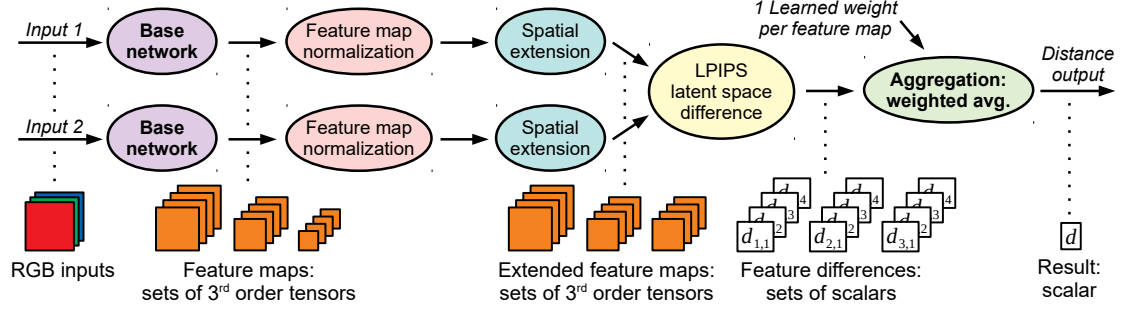 Input 1
Base
network
Feature map
normalization
Spatial
extension
1 Learned weight
per feature map
LPIPS
latent space
difference
Aggregation:
weighted avg.
Distance
output
Input 2
Base
network
Feature map
normalization
Spatial
extension
d 4
d 3
d 2
d1,1
d 4
d 3
d 2
d2,1
d 4
d 3
d 2
d3,1
d
RGB inputs
Feature maps:
sets of 3rd order tensors
Extended feature maps:
sets of 3rd order tensors
Feature differences:
sets of scalars
Result:
scalar